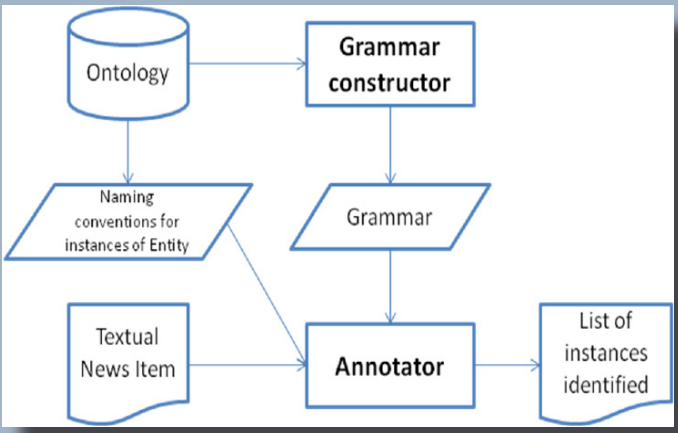 Ontology
Grammar
constructor
Naming
conventions for
instances of Entity
Grammar
Textual
News Item
Annotator
List of
instances
identified